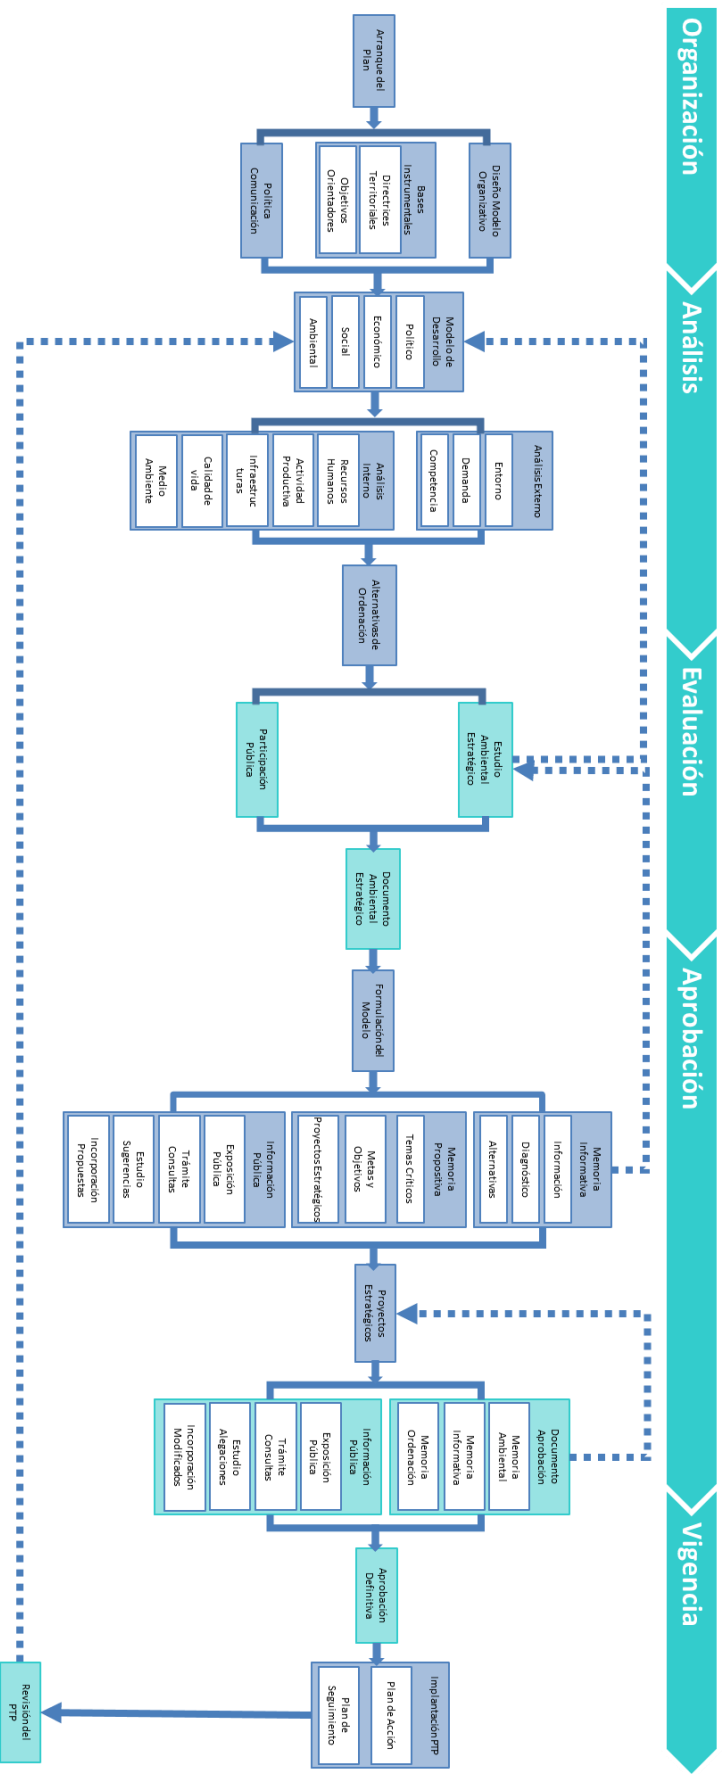 Organización
Análisis
Evaluación
Aprobación
Vigencia
Arranque del
Plan
Diseño Modelo
Organizativo
Bases
Instrumentales
Directrices
Territoriales
Objetivos
Orientadores
Política
Comunicación
Modelo de
Desarrollo
Político
Económico
Social
Ambiental
Análisis Externo
Entorno
Demanda
Competencia
Análisis
Interno
Recursos
Humanos
Actividad
Productiva
Infraestruc
turas
Calidad de
vida
Medio
Ambiente
Alternativas de
Ordenación
Estudio
Ambiental
Estratégico
Participación
Pública
Documento
Ambiental
Estratégico
Formulación del
Modelo
Memoria
Informativa
Información
Diagnóstico
Alternativas
Memoria
Propositiva
Temas Críticos
Metas y
Objetivos
Proyectos Estratégicos
Información
Pública
Exposición
Pública
Trámite
Consultas
Estudio
Sugerencias
Incorporación
Propuestas
Proyectos
Estratégicos
Documento
Aprobación
Memoria
Ambiental
Memoria
Informativa
Memoria
Ordenación
Información
Pública
Exposición
Pública
Trámite
Consultas
Estudio
Alegaciones
Incorporación
Modificados
Aprobación
Definitiva
Implantación PTP
Plan de Acción
Plan de
Seguimiento
Revisión del
PTP